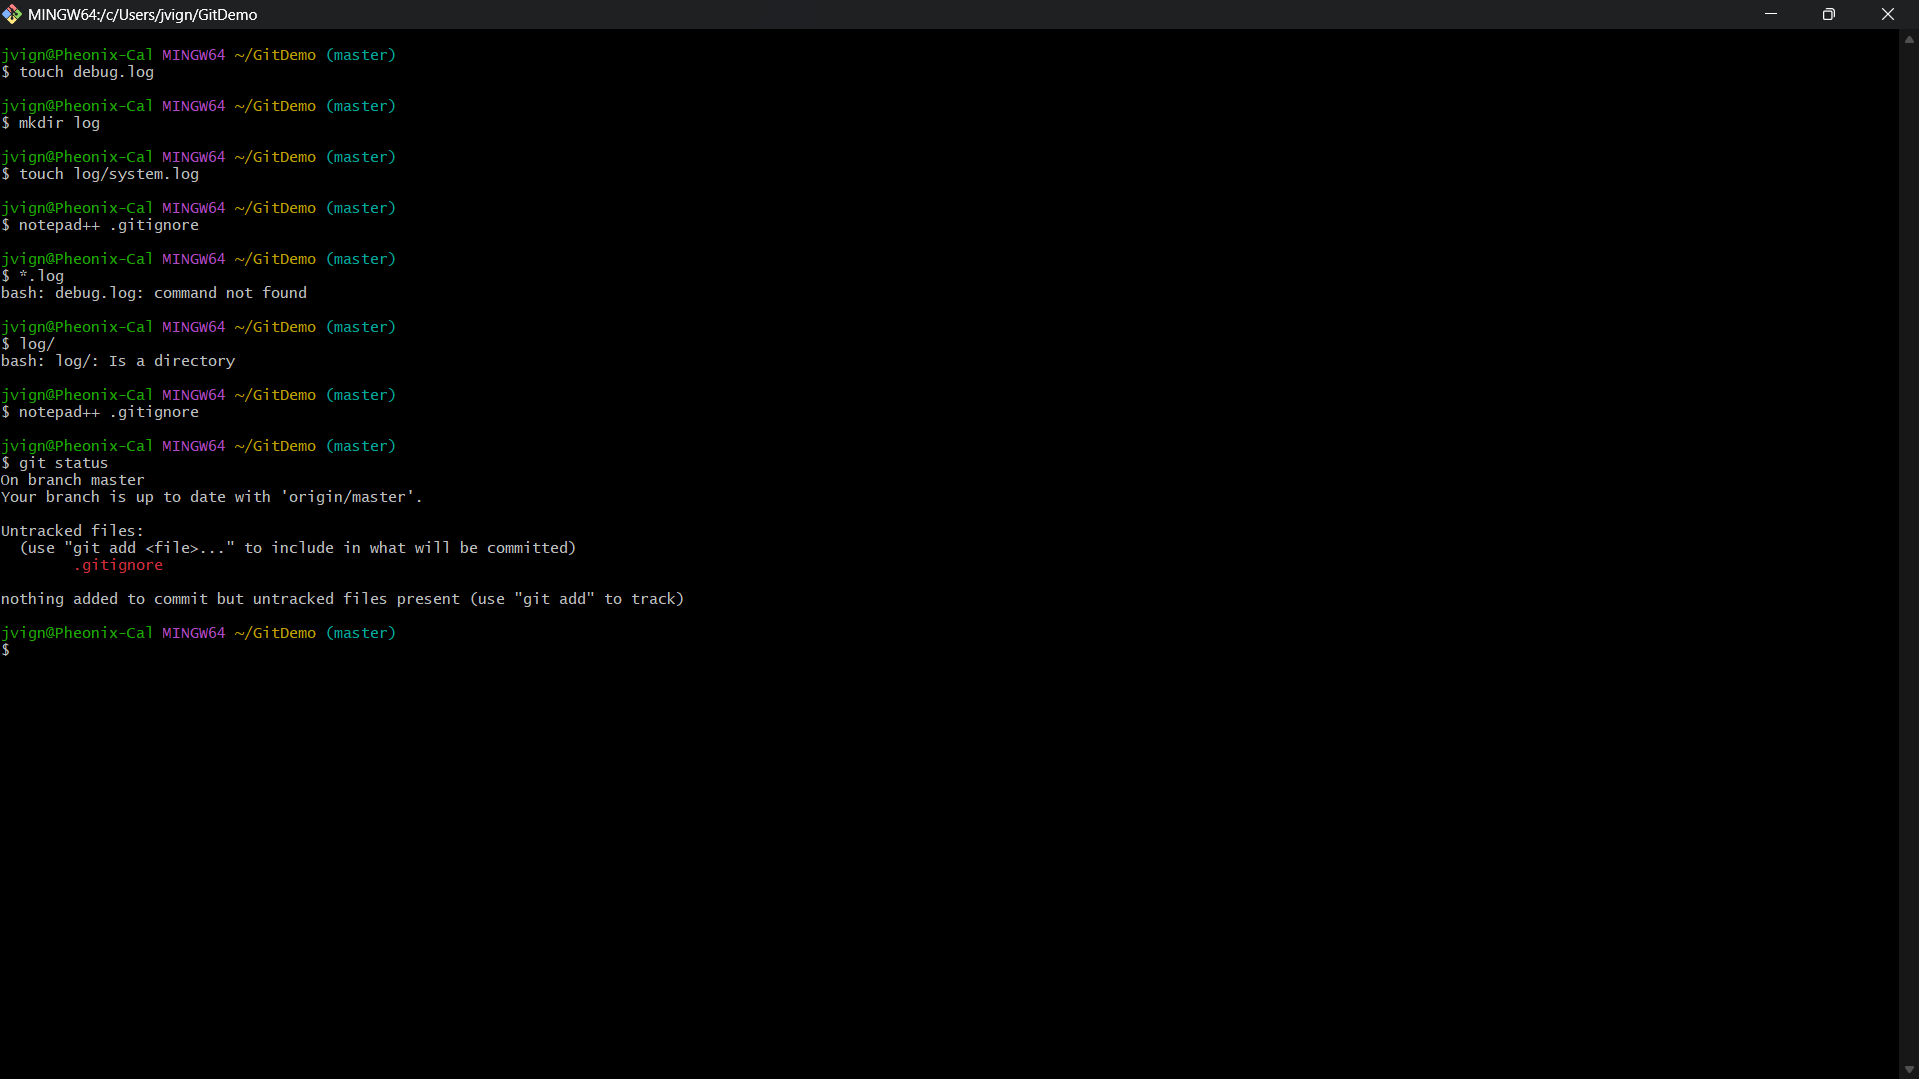 MINGW64:/c/Users/jvign/GitDemo
jvign@Pheonix-Cal MINGW64 ~/GitDemo (master)
$ touch debug.log
jvign@Pheonix-Cal MINGW64 ~/GitDemo (master)
$ mkdir log
jvign@Pheonix-Cal MINGW64 ~/GitDemo (master)
$ touch log/system.log
jvign@Pheonix-Cal MINGW64 ~/GitDemo (master)
$ notepad++ .gitignore
jvign@Pheonix-Cal MINGW64 ~/GitDemo (master)
$ *.log
bash: debug.log: command not found
jvign@Pheonix-Cal MINGW64 ~/GitDemo (master)
$ log/
bash: log/: Is a directory
jvign@Pheonix-Cal MINGW64 ~/GitDemo (master)
$ notepad++ .gitignore
jvign@Pheonix-Cal MINGW64 ~/GitDemo (master)
$ git status
On branch master
Your branch is up to date with 'origin/master'.
Untracked files:
(use "git add <file>..." to include in what will be committed)
.gitignore
nothing added to commit but untracked files present (use "git add" to track)
jvign@Pheonix-Cal MINGW64 ~/GitDemo (master)
$